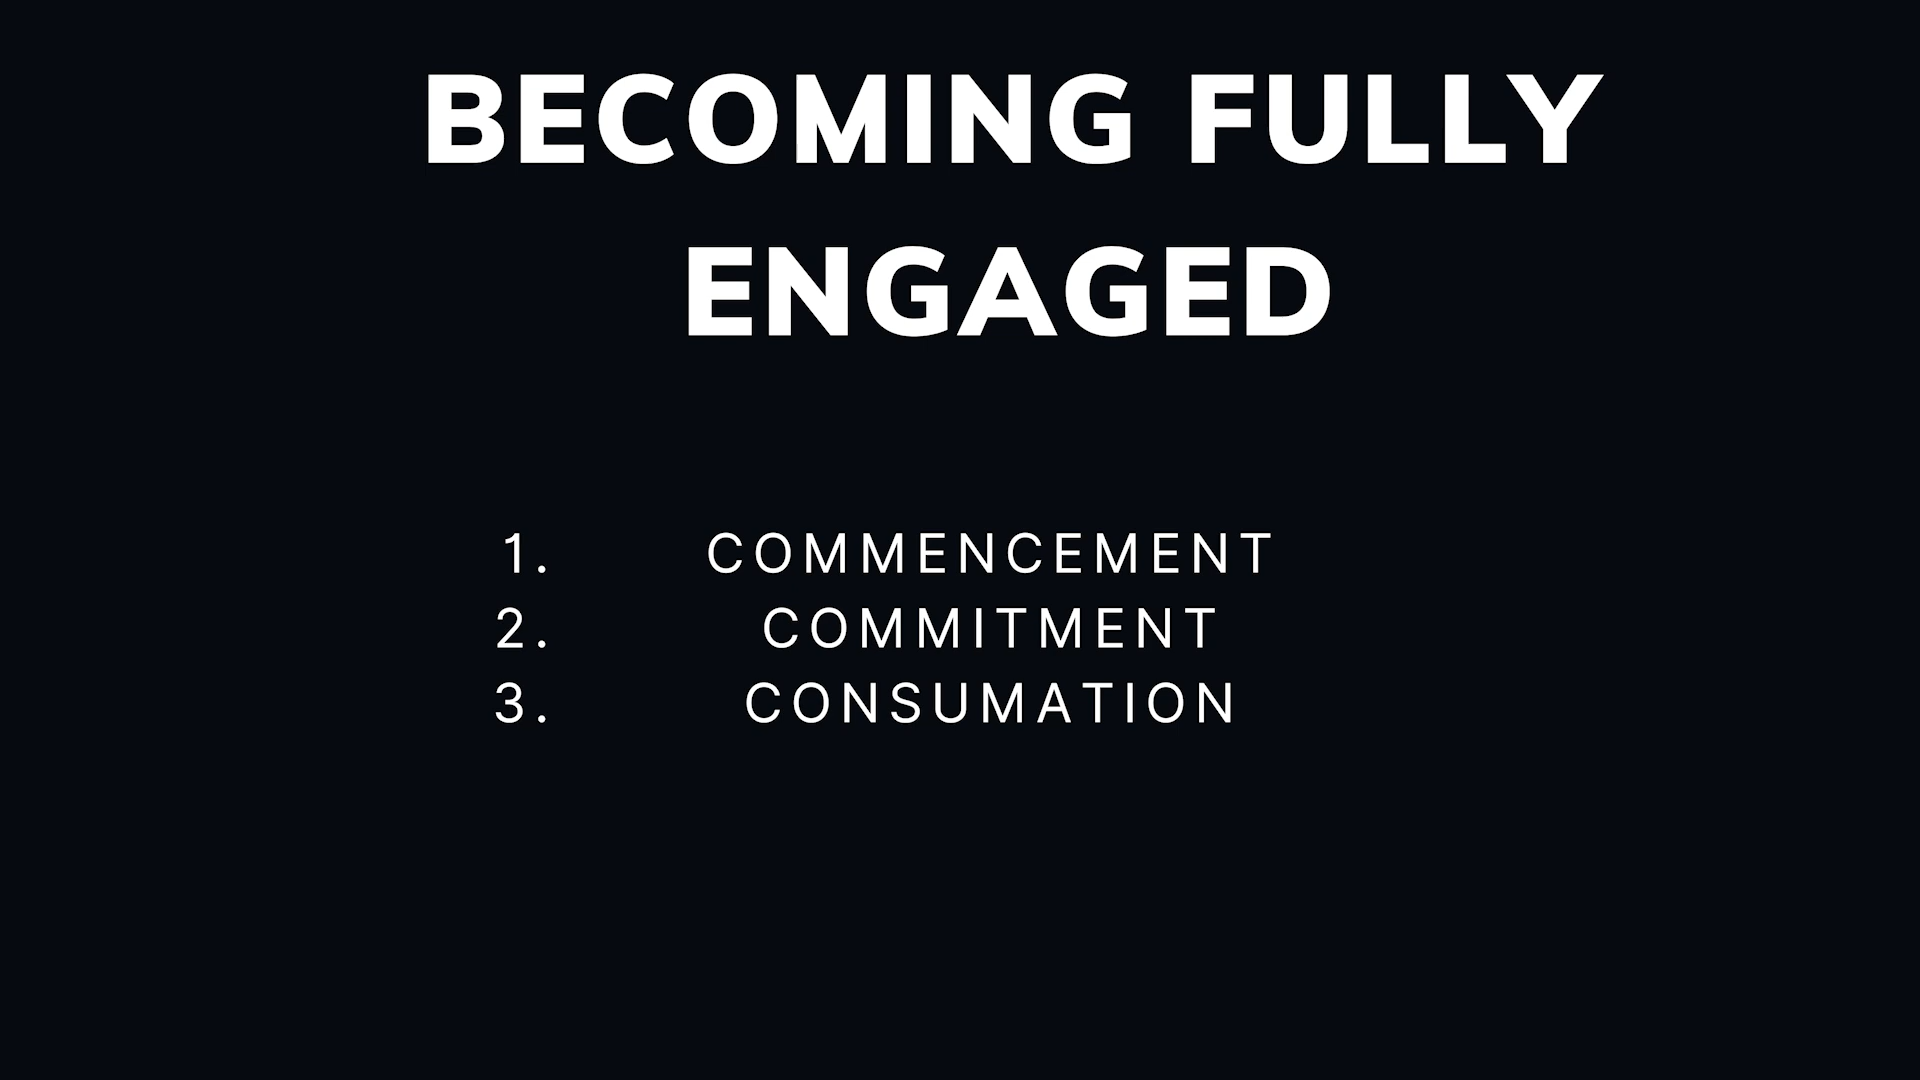 BECOMING FULLY
ENGAGED
1. COMMENCEMENT
2. COMMITMENT
3. CONSUMATION